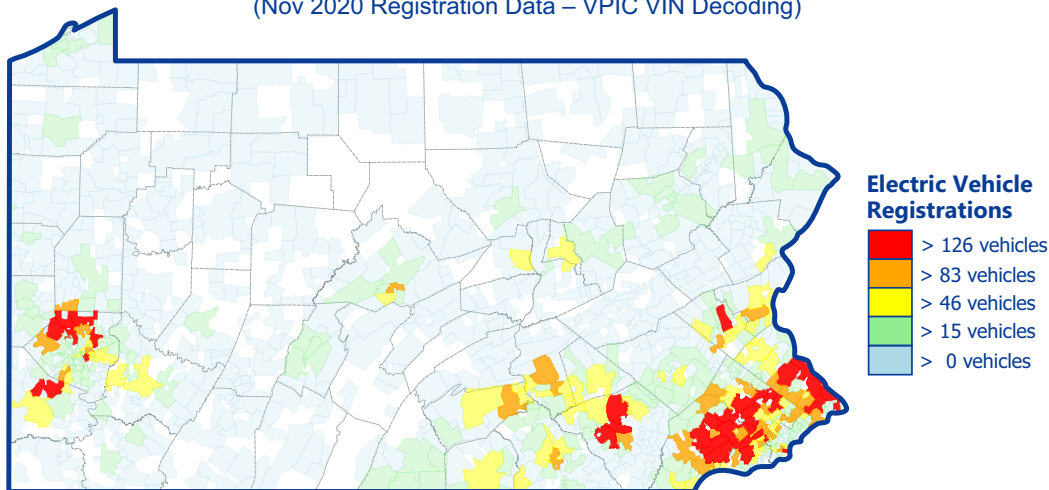 (Nov 2020 Registration Data – VPIC VIN Decoding)
Electric Vehicle
Registrations
> 126 vehicles
> 83 vehicles
> 46 vehicles
> 15 vehicles
> 0 vehicles